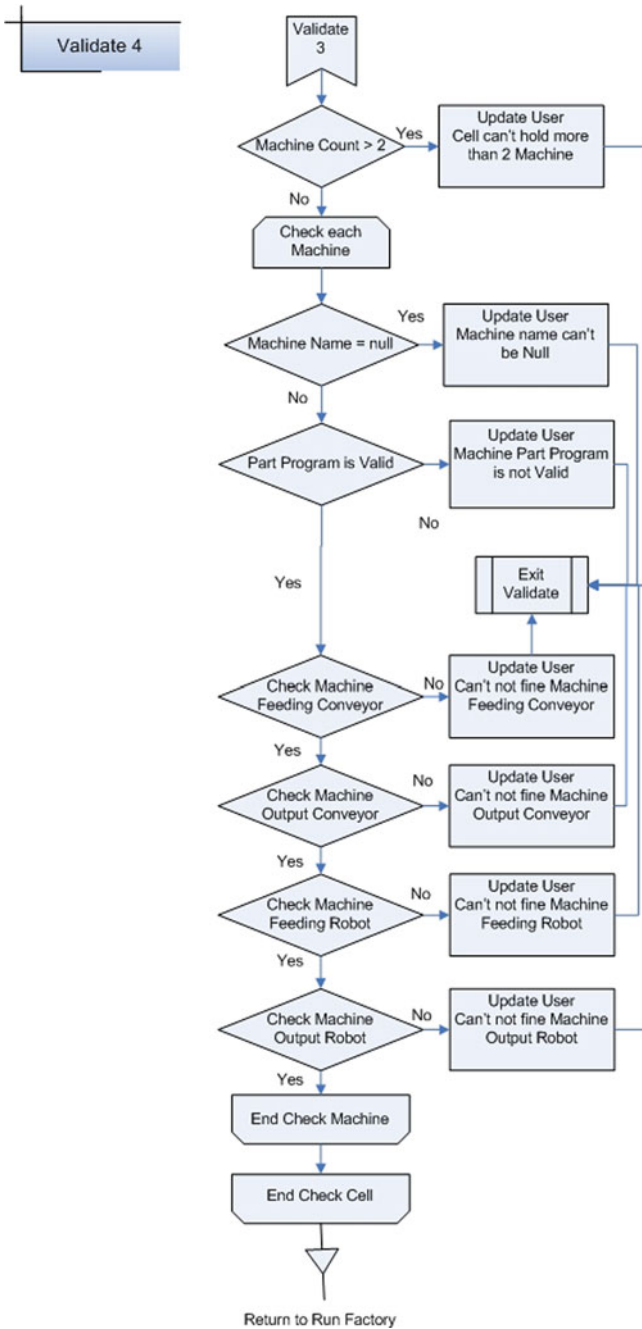 Validate 4
Validate
3
Machine Count > 2
Yes
Update User
Cell can't hold more
than 2 Machine
No
Check each
Machine
Machine Name = null
Yes
Update User
Machine name can't
be Null
No
Part Program is Valid
Update User
Machine Part Program
is not Valid
No
Yes
Exit
Validate
Check Machine
Feeding Conveyor
No
Update User
Can't not fine Machine
Feeding Conveyor
Yes
Check Machine
Output Conveyor
No
Update User
Can't not fine Machine
Output Conveyor
Yes
Check Machine
Feeding Robot
No
Update User
Can't not fine Machine
Feeding Robot
Yes
Check Machine
Output Robot
No
Update User
Can't not fine Machine
Output Robot
Yes
End Check Machine
End Check Cell
Return to Run Factory